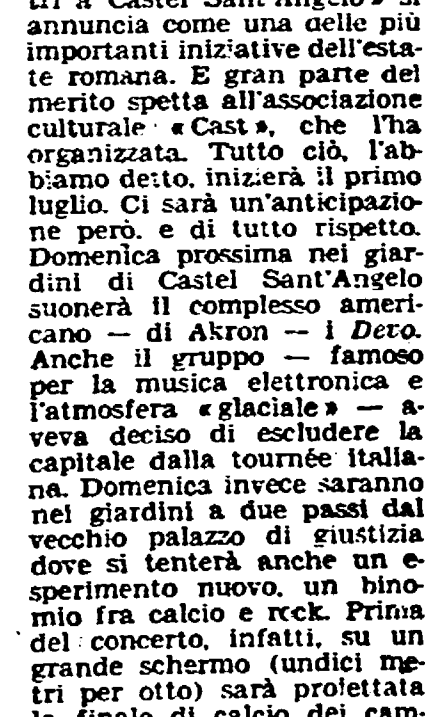 tri a Castel Sant'Angelo» si
annuncia come una delle più
importanti iniziative dell'esta-
te romana. E gran parte del
merito spetta all'associazione
culturale «Cast», che l'ha
organizzata. Tutto ciò, l'ab-
biamo detto, inizierà il primo
luglio. Ci sarà un'anticipazio-
ne però, e di tutto rispetto.
Domenica prossima nei giar-
dini di Castel Sant'Angelo
suonerà il complesso ameri-
cano — di Akron — i Devo.
Anche il gruppo — famoso
per la musica elettronica e
l'atmosfera «glaciale» — a-
veva deciso di escludere la
capitale dalla tournée italia-
na. Domenica invece saranno
nei giardini a due passi dal
vecchio palazzo di giustizia
dove si tenterà anche un e-
sperimento nuovo, un bino-
mio fra calcio e rock. Prima
del concerto, infatti, su un
grande schermo (undici me-
tri per otto) sarà proiettata
la finale di calcio dei cam-